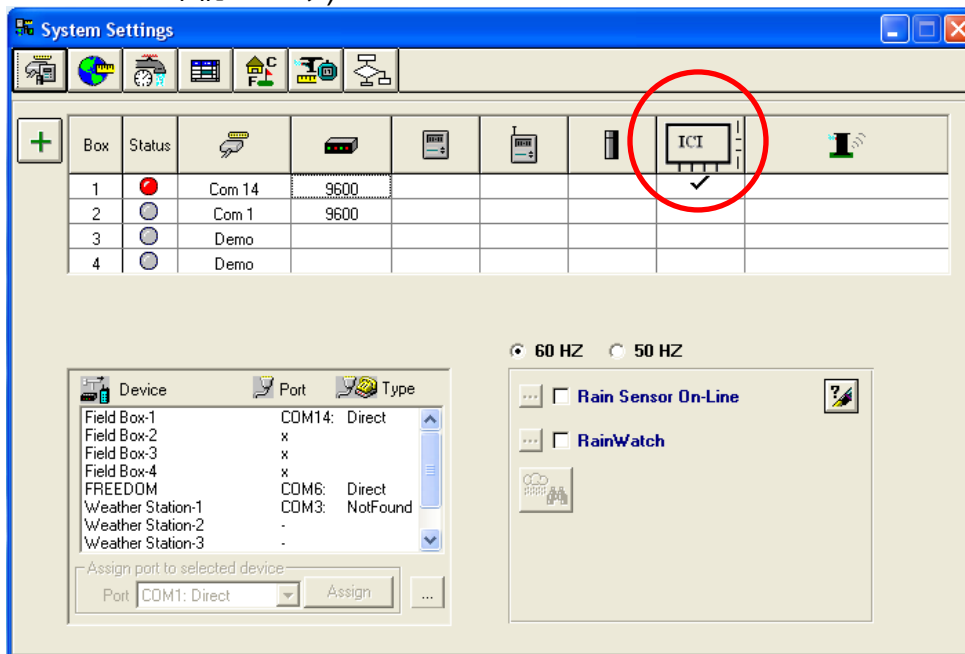 System Settings
F C
Box Status ICI
1 Com 14 9600
2 Com 1 9600
3 Demo
4 Demo
60 HZ 50 HZ
Device Port Type
Field Box-1 COM14: Direct
Field Box-2 x
Field Box-3 x
Field Box-4 x
FREEDOM COM6: Direct
Weather Station-1 COM3: NotFound
Weather Station-2 -
Weather Station-3 -
Assign port to selected device
Port COM1: Direct Assign ...
... Rain Sensor On-Line
... RainWatch